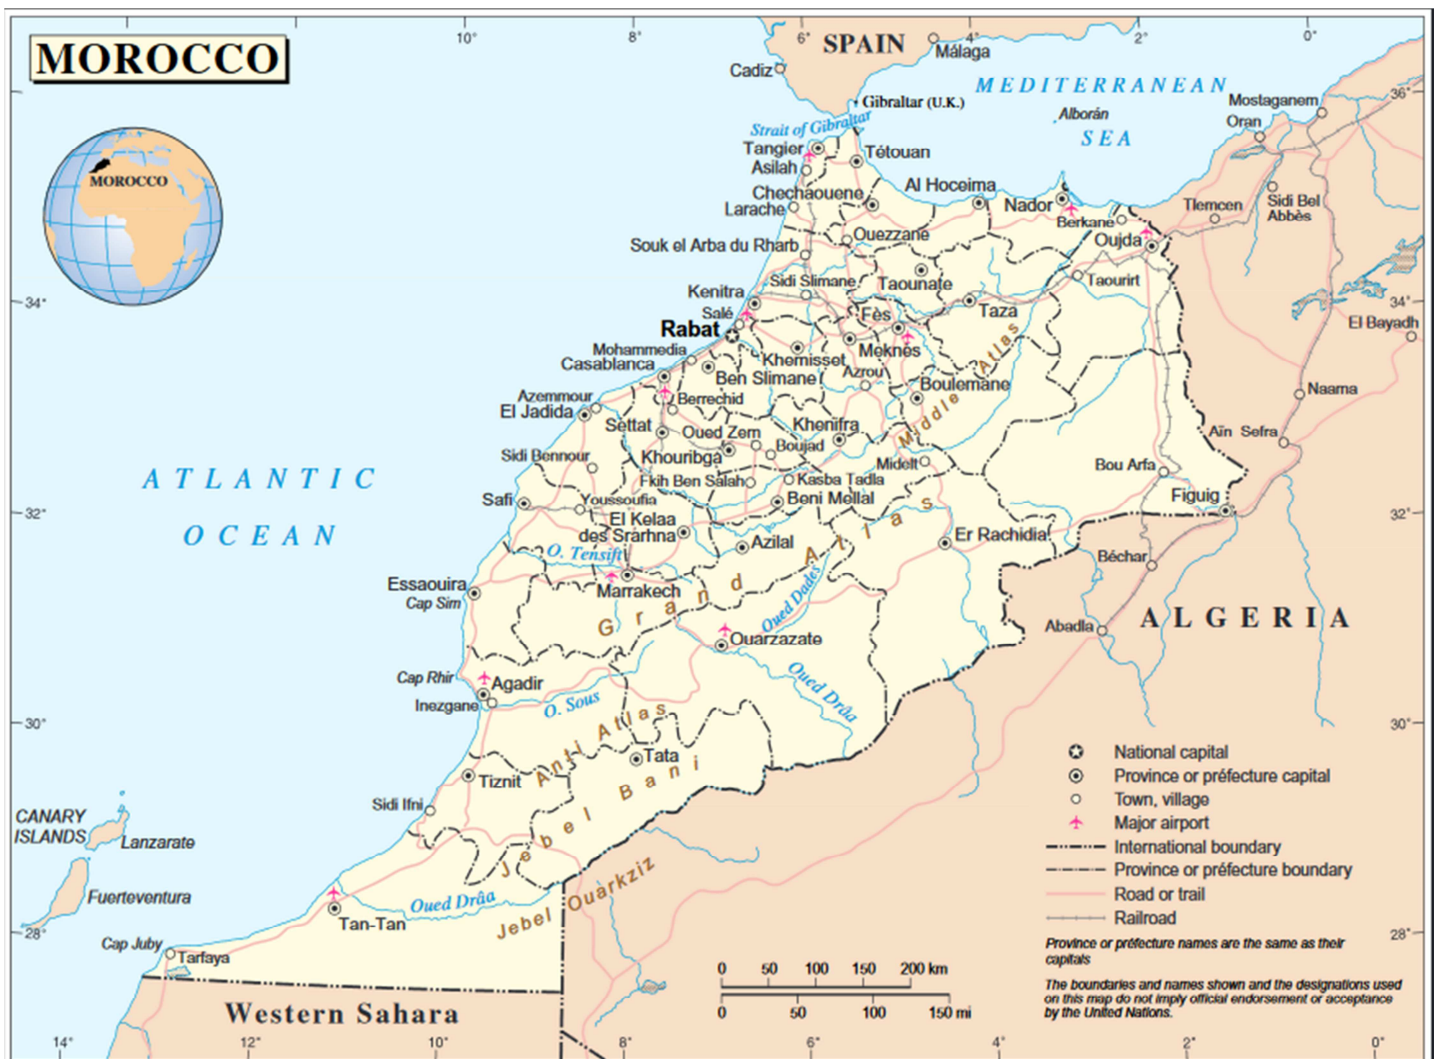 MOROCCO
10°
8°
6°
4°
2°
0°
SPAIN
Málaga
Cadiz
MEDITERRANEAN
SEA
Gibraltar (U.K.)
Alborán
Strait of Gibraltar
36°
Mostaganem
Oran
Tangier
Tétouan
Asilah
Chechaouene
Al Hoceima
Larache
Nador
Berkane
Tlemcen
Sidi Bel
Abbès
Ouezzane
Oujda
Souk el Arba du Rharb
Sidi Slimane
Taounate
Taourirt
Kenitra
34°
34°
Salé
Fès
Taza
El Bayadh
Rabat
Mohammedia
Khemisset
Meknès
Casablanca
Ben Slimane
Azrou
Boulemane
Middle Atlas
Naama
Azemmour
Berrechid
El Jadida
Settat
Oued Zem
Khenifra
Boujad
Aïn Sefra
Sidi Bennour
Khouribga
Midelt
Bou Arfa
Fkih Ben Salah
Kasba Tadla
Safi
Youssoufia
Beni Mellal
Figuig
32°
El Kelaa
des Srarhna
Azilal
Er Rachidia
O. Tensift
Béchar
Essaouira
Marrakech
Cap Sim
Grand Atlas
Oued Dades
ALGERIA
Abadla
Ouarzazate
Cap Rhir
Agadir
Inezgane
O. Sous
Oued Drâa
30°
30°
Anti Atlas
Tata
Tiznit
Jebel Bani
Sidi Ifni
Jebel Ouarkziz
Oued Drâa
Tan-Tan
28°
28°
Cap Juby
Tarfaya
Western Sahara
MOROCCO
ATLANTIC
OCEAN
32°
CANARY
ISLANDS
Lanzarate
Fuerteventura
National capital
Province or préfecture capital
Town, village
Major airport
International boundary
Province or préfecture boundary
Road or trail
Railroad
Province or préfecture names are the same as their
capitals
The boundaries and names shown and the designations used
on this map do not imply official endorsement or acceptance
by the United Nations.
0 50 100 150 200 km
0 50 100 150 mi
14°
12°
10°
8°
6°
4°
2°
0°